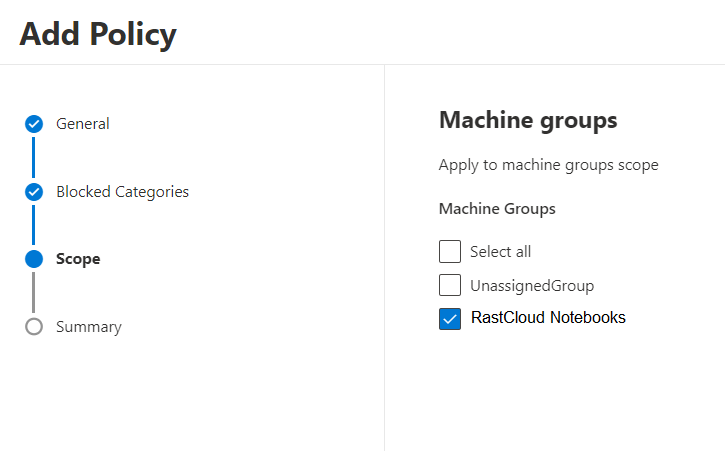 Add Policy
General
Blocked Categories
Scope
Summary
Machine groups
Apply to machine groups scope
Machine Groups
Select all
UnassignedGroup
RastCloud Notebooks